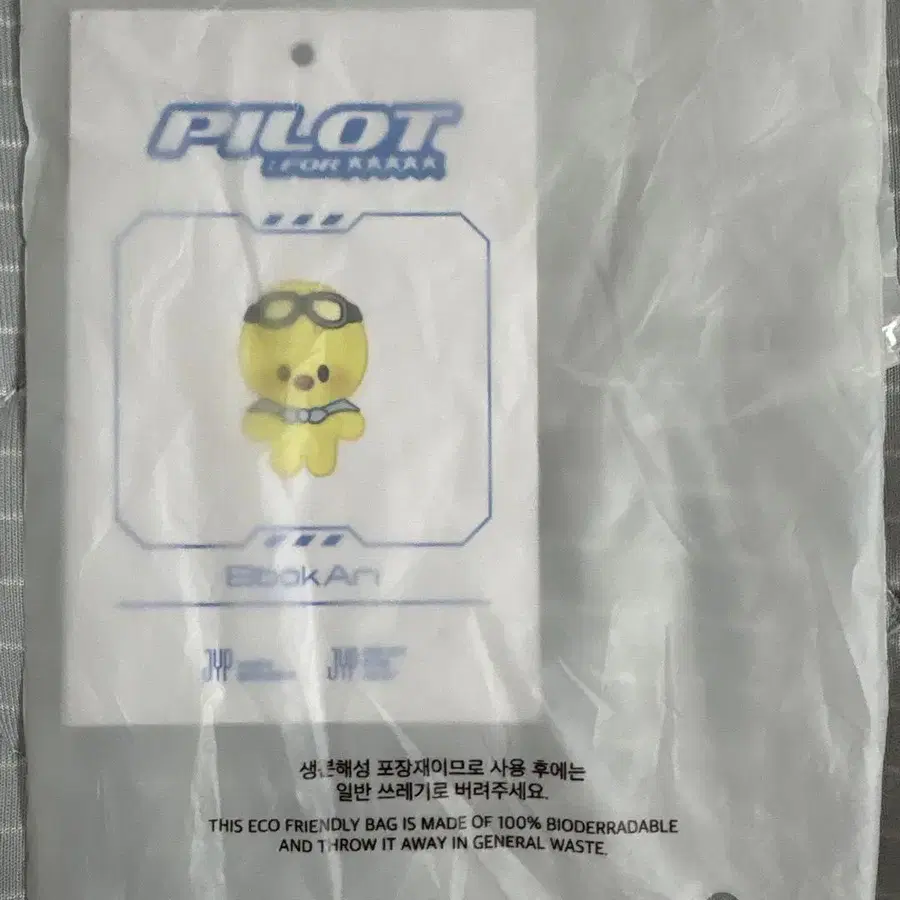 PILOT
: FOR ★★★★★
BbokAri
JYP
JYP
생분해성 포장재이므로 사용 후에는
일반 쓰레기로 버려주세요.
THIS ECO FRIENDLY BAG IS MADE OF 100% BIODERRADABLE
AND THROW IT AWAY IN GENERAL WASTE.